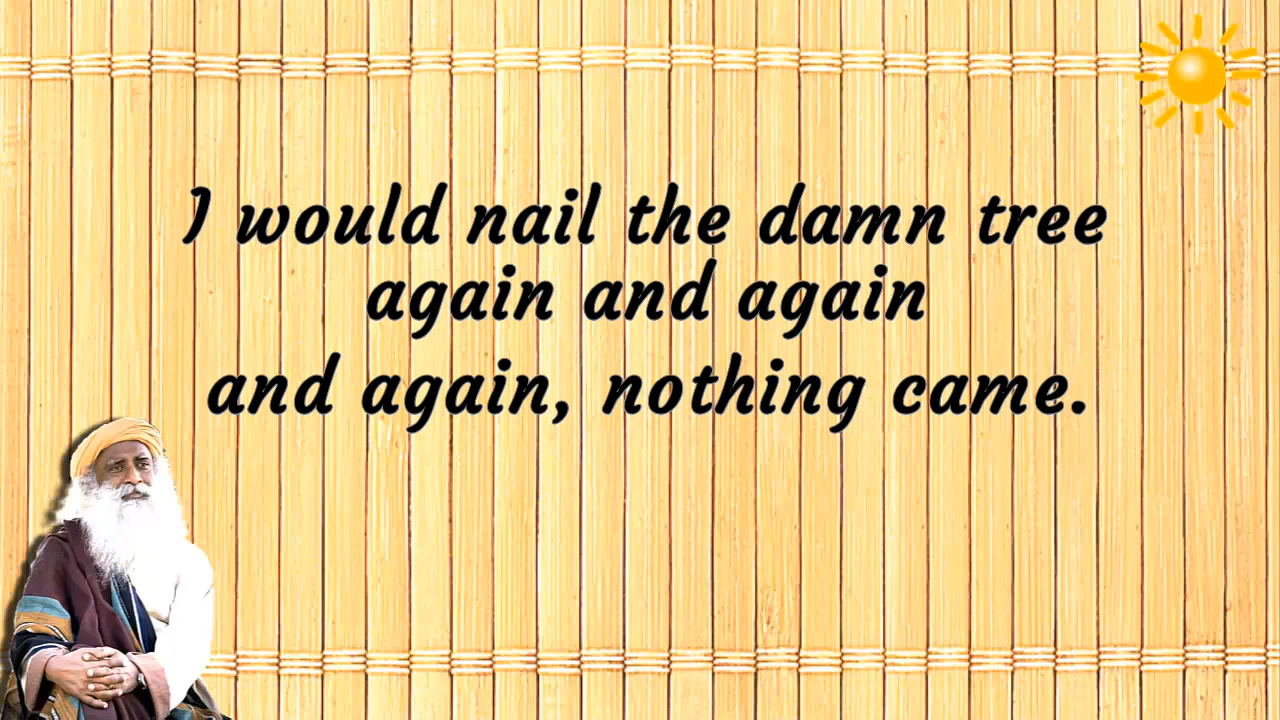 I would nail the damn tree
again and again
and again, nothing came.